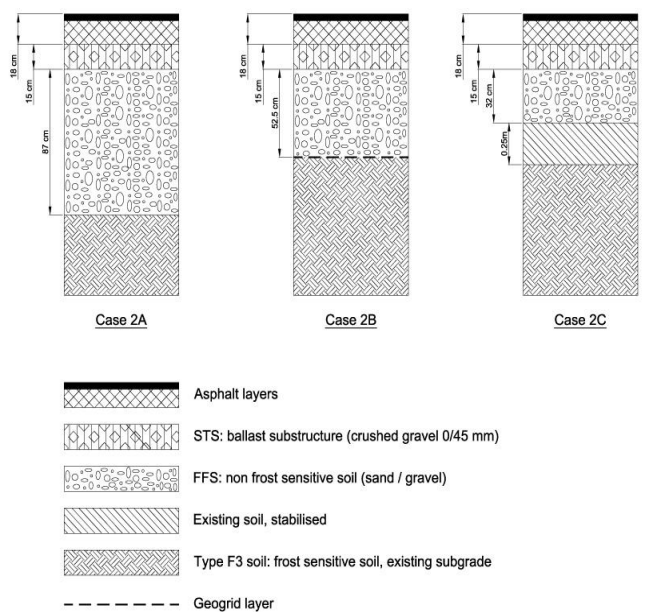 18 cm
15 cm
87 cm
Case 2A
18 cm
15 cm
52.5 cm
Case 2B
18 cm
15 cm
32 cm
0.25m
Case 2C
Asphalt layers
STS: ballast substructure (crushed gravel 0/45 mm)
FFS: non frost sensitive soil (sand / gravel)
Existing soil, stabilised
Type F3 soil: frost sensitive soil, existing subgrade
Geogrid layer